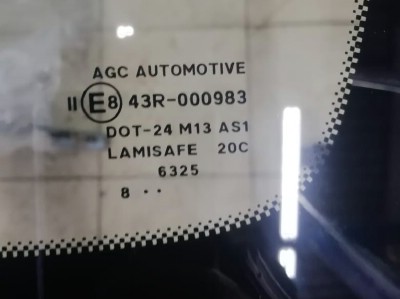 AGC AUTOMOTIVE
II E8 43R-000983
DOT-24 M13 AS1
LAMISAFE 20C
6325
8 ··